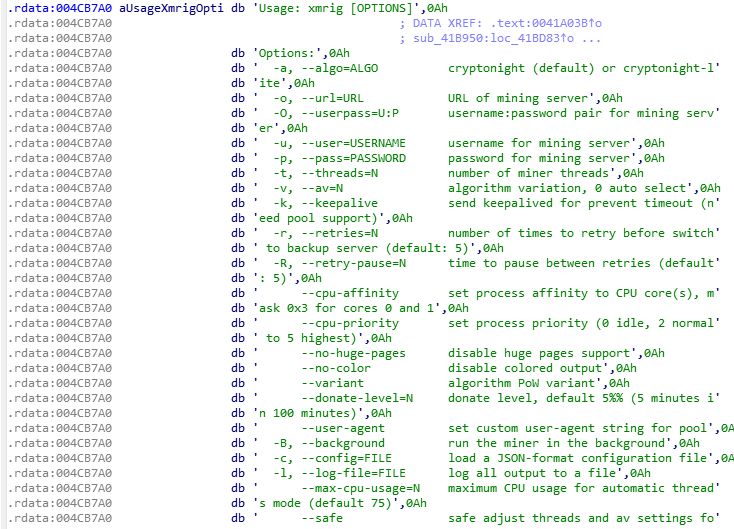 .rdata:004CB7A0 aUsageXmrigOpti db 'Usage: xmrig [OPTIONS]',0Ah
.rdata:004CB7A0 ; DATA XREF: .text:0041A03B↑o
.rdata:004CB7A0 ; sub_41B950:loc_41BD83↑o ...
.rdata:004CB7A0 db 'Options:',0Ah
.rdata:004CB7A0 db '  -a, --algo=ALGO          cryptonight (default) or cryptonight-l'
.rdata:004CB7A0 db 'ite',0Ah
.rdata:004CB7A0 db '  -o, --url=URL            URL of mining server',0Ah
.rdata:004CB7A0 db '  -O, --userpass=U:P       username:password pair for mining serv'
.rdata:004CB7A0 db 'er',0Ah
.rdata:004CB7A0 db '  -u, --user=USERNAME      username for mining server',0Ah
.rdata:004CB7A0 db '  -p, --pass=PASSWORD      password for mining server',0Ah
.rdata:004CB7A0 db '  -t, --threads=N          number of miner threads',0Ah
.rdata:004CB7A0 db '  -v, --av=N               algorithm variation, 0 auto select',0Ah
.rdata:004CB7A0 db '  -k, --keepalive          send keepalived for prevent timeout (n'
.rdata:004CB7A0 db 'eed pool support)',0Ah
.rdata:004CB7A0 db '  -r, --retries=N          number of times to retry before switch'
.rdata:004CB7A0 db ' to backup server (default: 5)',0Ah
.rdata:004CB7A0 db '  -R, --retry-pause=N      time to pause between retries (default'
.rdata:004CB7A0 db ': 5)',0Ah
.rdata:004CB7A0 db '      --cpu-affinity       set process affinity to CPU core(s), m'
.rdata:004CB7A0 db 'ask 0x3 for cores 0 and 1',0Ah
.rdata:004CB7A0 db '      --cpu-priority       set process priority (0 idle, 2 normal'
.rdata:004CB7A0 db ' to 5 highest)',0Ah
.rdata:004CB7A0 db '      --no-huge-pages      disable huge pages support',0Ah
.rdata:004CB7A0 db '      --no-color           disable colored output',0Ah
.rdata:004CB7A0 db '      --variant            algorithm PoW variant',0Ah
.rdata:004CB7A0 db '      --donate-level=N     donate level, default 5%% (5 minutes i'
.rdata:004CB7A0 db 'n 100 minutes)',0Ah
.rdata:004CB7A0 db '      --user-agent         set custom user-agent string for pool',0A
.rdata:004CB7A0 db '  -B, --background         run the miner in the background',0Ah
.rdata:004CB7A0 db '  -c, --config=FILE        load a JSON-format configuration file',0A
.rdata:004CB7A0 db '  -l, --log-file=FILE      log all output to a file',0Ah
.rdata:004CB7A0 db '      --max-cpu-usage=N    maximum CPU usage for automatic thread'
.rdata:004CB7A0 db 's mode (default 75)',0Ah
.rdata:004CB7A0 db '      --safe               safe adjust threads and av settings fo'